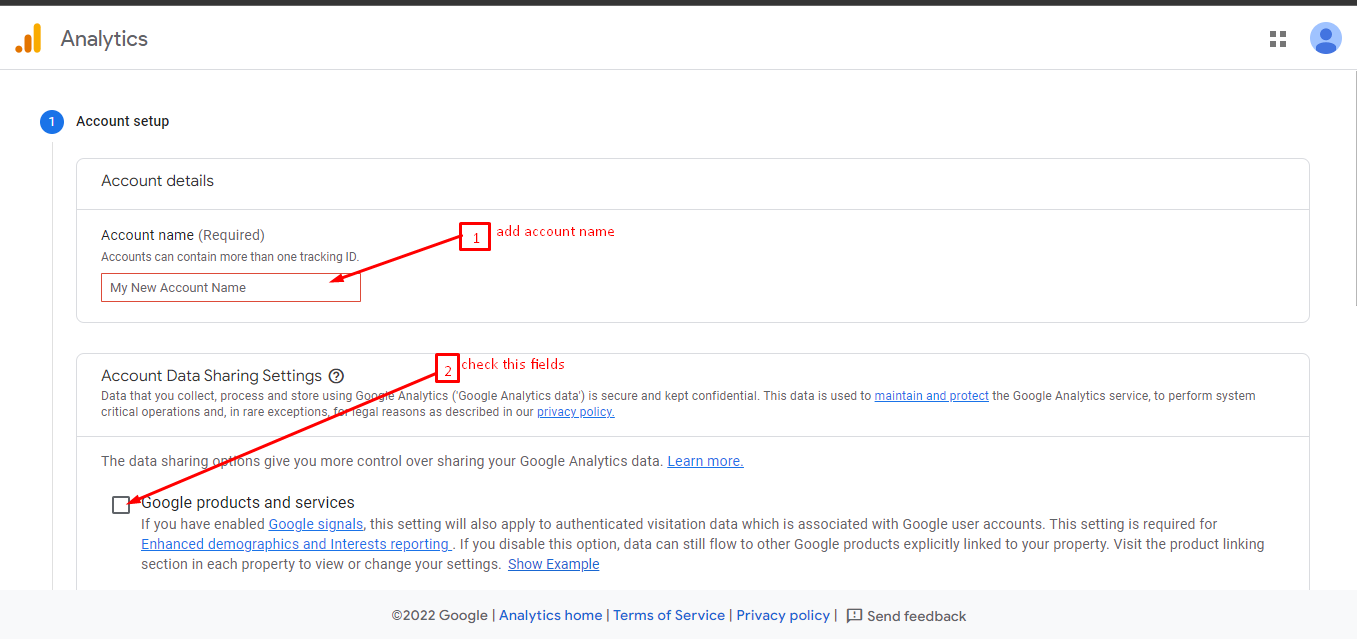 Analytics
1 Account setup
Account details
Account name (Required)
1 add account name
Accounts can contain more than one tracking ID.
My New Account Name
2 check this fields
Account Data Sharing Settings
Data that you collect, process and store using Google Analytics ('Google Analytics data') is secure and kept confidential. This data is used to maintain and protect the Google Analytics service, to perform system
critical operations and, in rare exceptions, for legal reasons as described in our privacy policy.
The data sharing options give you more control over sharing your Google Analytics data. Learn more.
Google products and services
If you have enabled Google signals, this setting will also apply to authenticated visitation data which is associated with Google user accounts. This setting is required for
Enhanced demographics and Interests reporting . If you disable this option, data can still flow to other Google products explicitly linked to your property. Visit the product linking
section in each property to view or change your settings. Show Example
©2022 Google | Analytics home | Terms of Service | Privacy policy | Send feedback